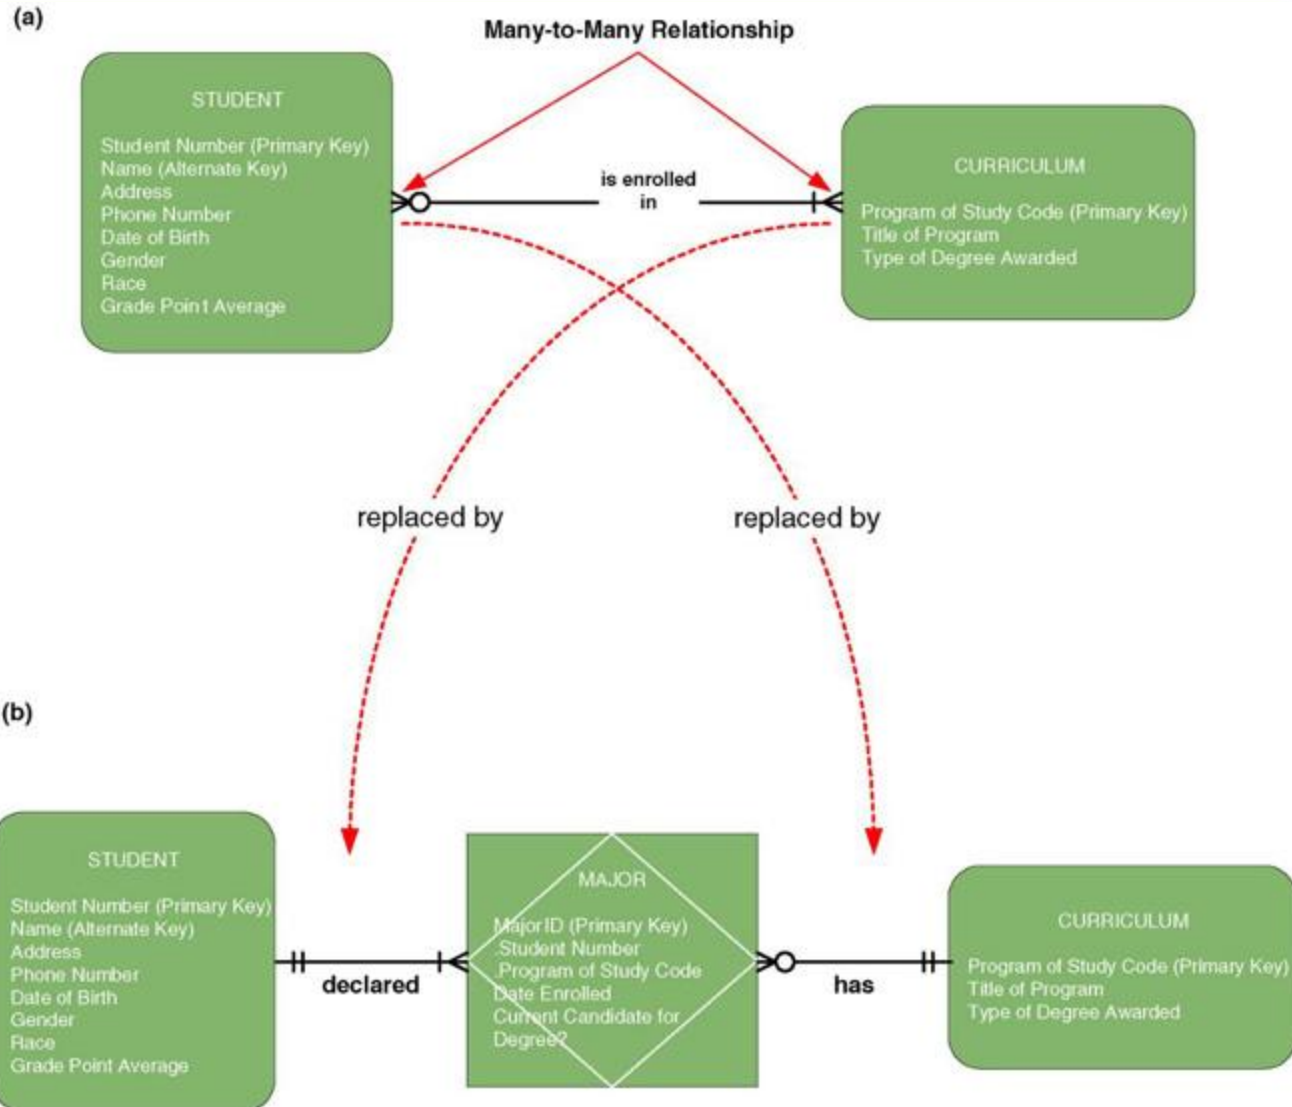 (a)
Many-to-Many Relationship
STUDENT
Student Number (Primary Key)
Name (Alternate Key)
Address
Phone Number
Date of Birth
Gender
Race
Grade Point Average
is enrolled
in
CURRICULUM
Program of Study Code (Primary Key)
Title of Program
Type of Degree Awarded
replaced by
replaced by
(b)
STUDENT
Student Number (Primary Key)
Name (Alternate Key)
Address
Phone Number
Date of Birth
Gender
Race
Grade Point Average
declared
MAJOR
MajorID (Primary Key)
.Student Number
.Program of Study Code
Date Enrolled
Current Candidate for
Degree?
has
CURRICULUM
Program of Study Code (Primary Key)
Title of Program
Type of Degree Awarded